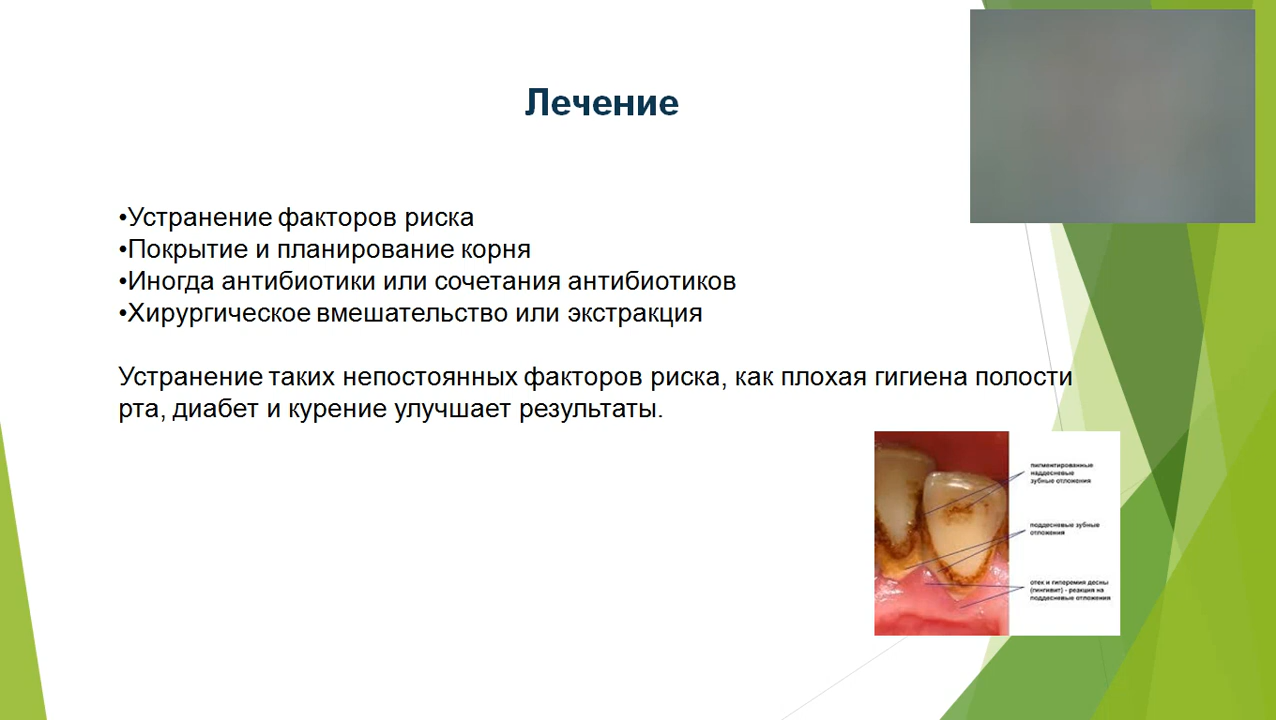 Лечение
•Устранение факторов риска
•Покрытие и планирование корня
•Иногда антибиотики или сочетания антибиотиков
•Хирургическое вмешательство или экстракция
Устранение таких непостоянных факторов риска, как плохая гигиена полости
рта, диабет и курение улучшает результаты.
пигментированные
наддесневые
зубные отложения
поддесневые зубные
отложения
отек и гиперемия десны
(гингивит) - реакция на
поддесневые отложения